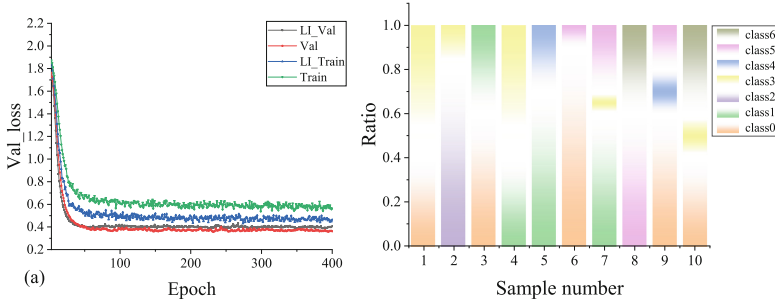 2.2
2.0
1.8
1.6
1.4
1.2
1.0
0.8
0.6
0.4
0.2
Val_loss
LI_Val
Val
LI_Train
Train
100
200
300
400
Epoch
(a)
1.0
0.8
0.6
0.4
0.2
0.0
Ratio
1 2 3 4 5 6 7 8 9 10
Sample number
class6
class5
class4
class3
class2
class1
class0